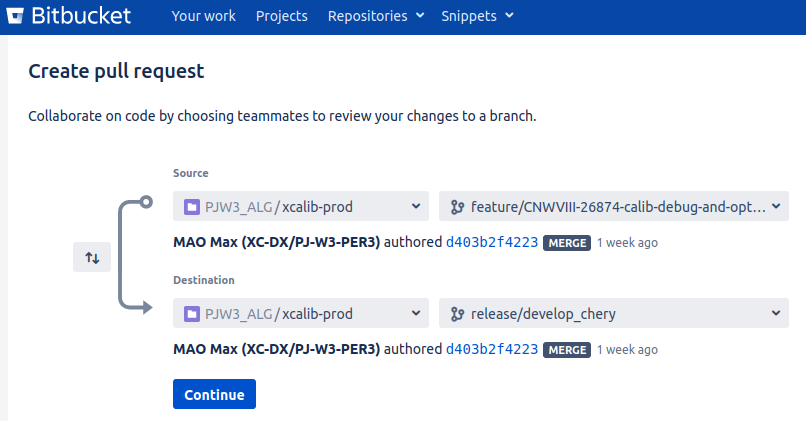 Bitbucket Your work Projects Repositories Snippets
Create pull request
Collaborate on code by choosing teammates to review your changes to a branch.
Source
PJW3_ALG/xcalib-prod feature/CNWVIII-26874-calib-debug-and-opt...
MAO Max (XC-DX/PJ-W3-PER3) authored d403b2f4223 MERGE 1 week ago
Destination
PJW3_ALG/xcalib-prod release/develop_chery
MAO Max (XC-DX/PJ-W3-PER3) authored d403b2f4223 MERGE 1 week ago
Continue